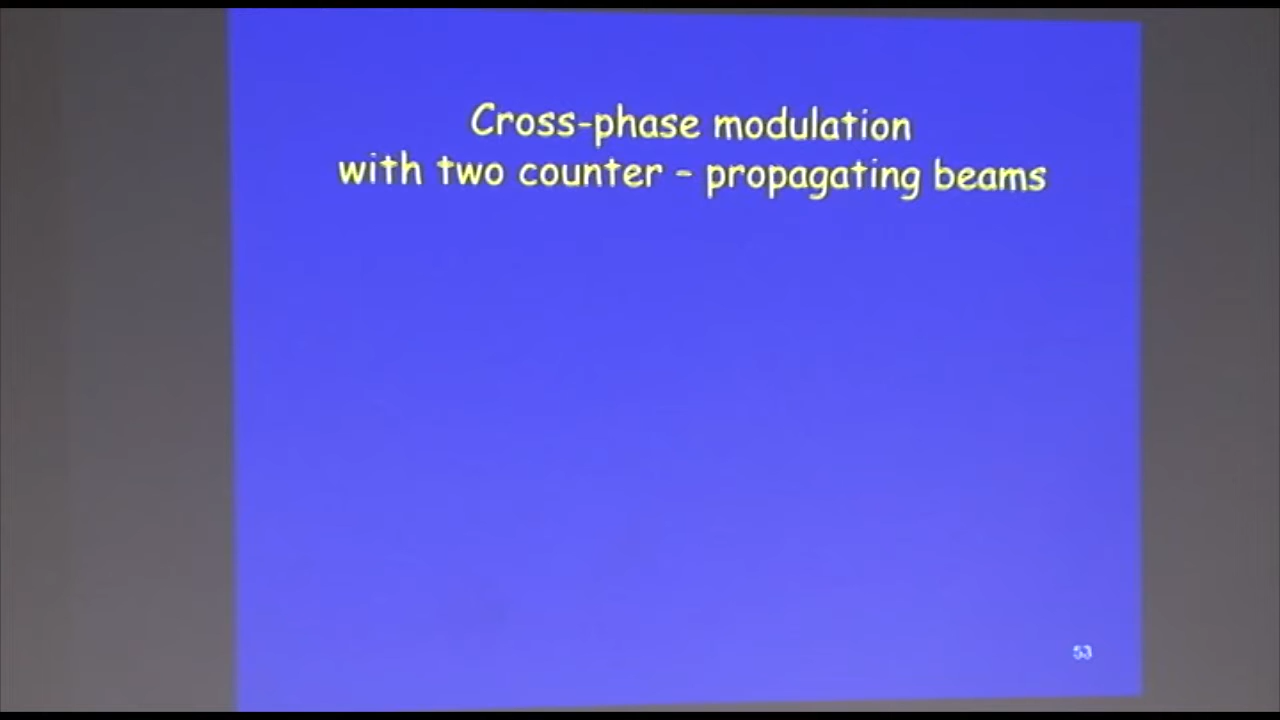 Cross-phase modulation
with two counter – propagating beams
53